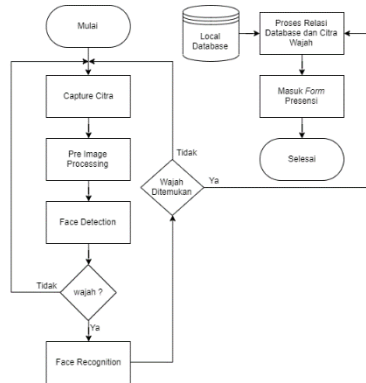 Mulai
Capture Citra
Pre Image
Processing
Face Detection
wajah ?
Tidak
Ya
Face Recognition
Wajah
Ditemukan
Tidak
Ya
Local
Database
Proses Relasi
Database dan Citra
Wajah
Masuk Form
Presensi
Selesai